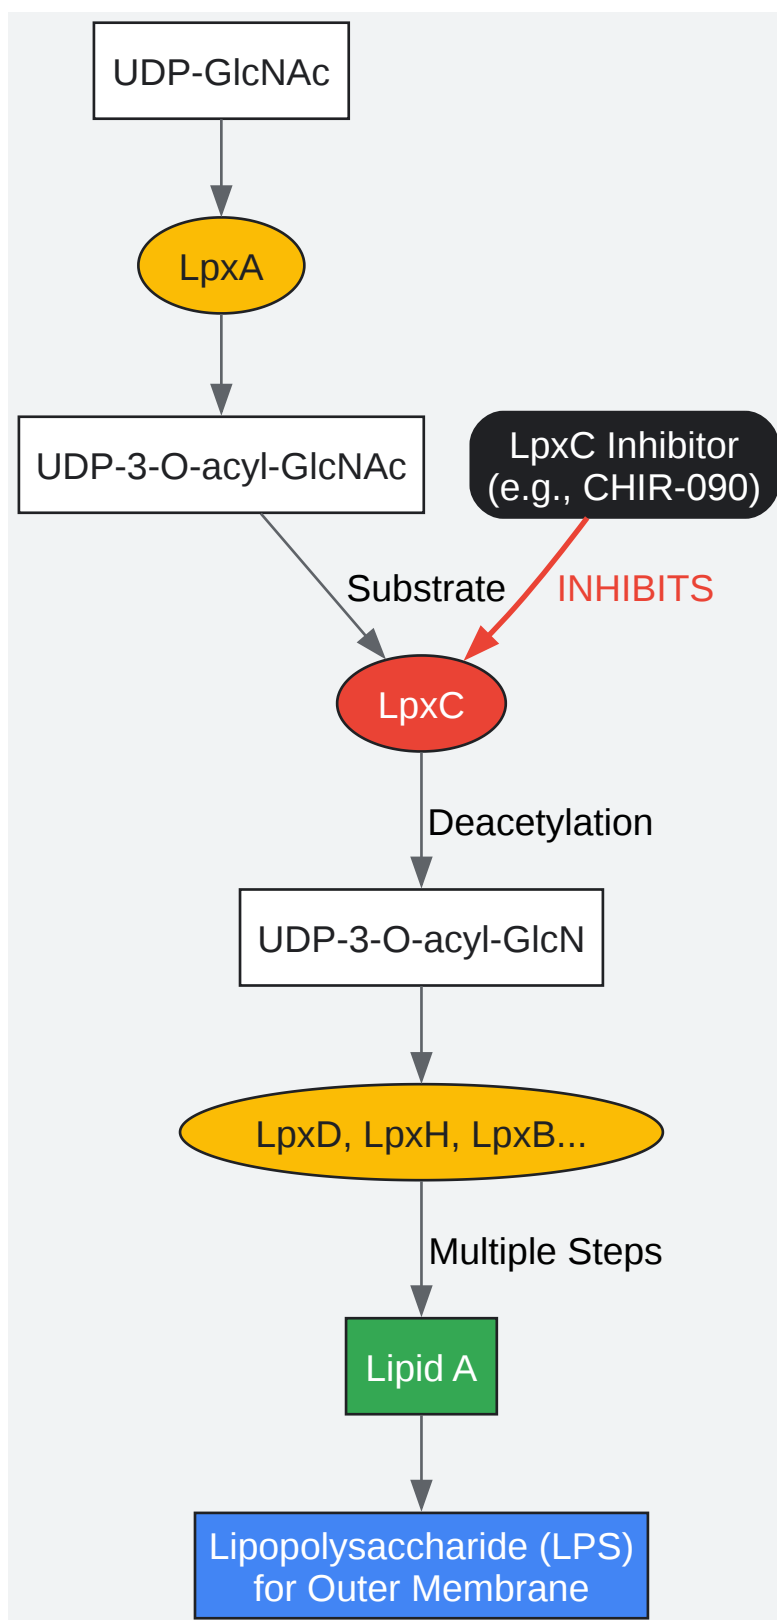 UDP-GlcNAc
LpxA
UDP-3-O-acyl-GlcNAc
LpxC Inhibitor
(e.g., CHIR-090)
Substrate
INHIBITS
LpxC
Deacetylation
UDP-3-O-acyl-GlcN
LpxD, LpxH, LpxB...
Multiple Steps
Lipid A
Lipopolysaccharide (LPS)
for Outer Membrane